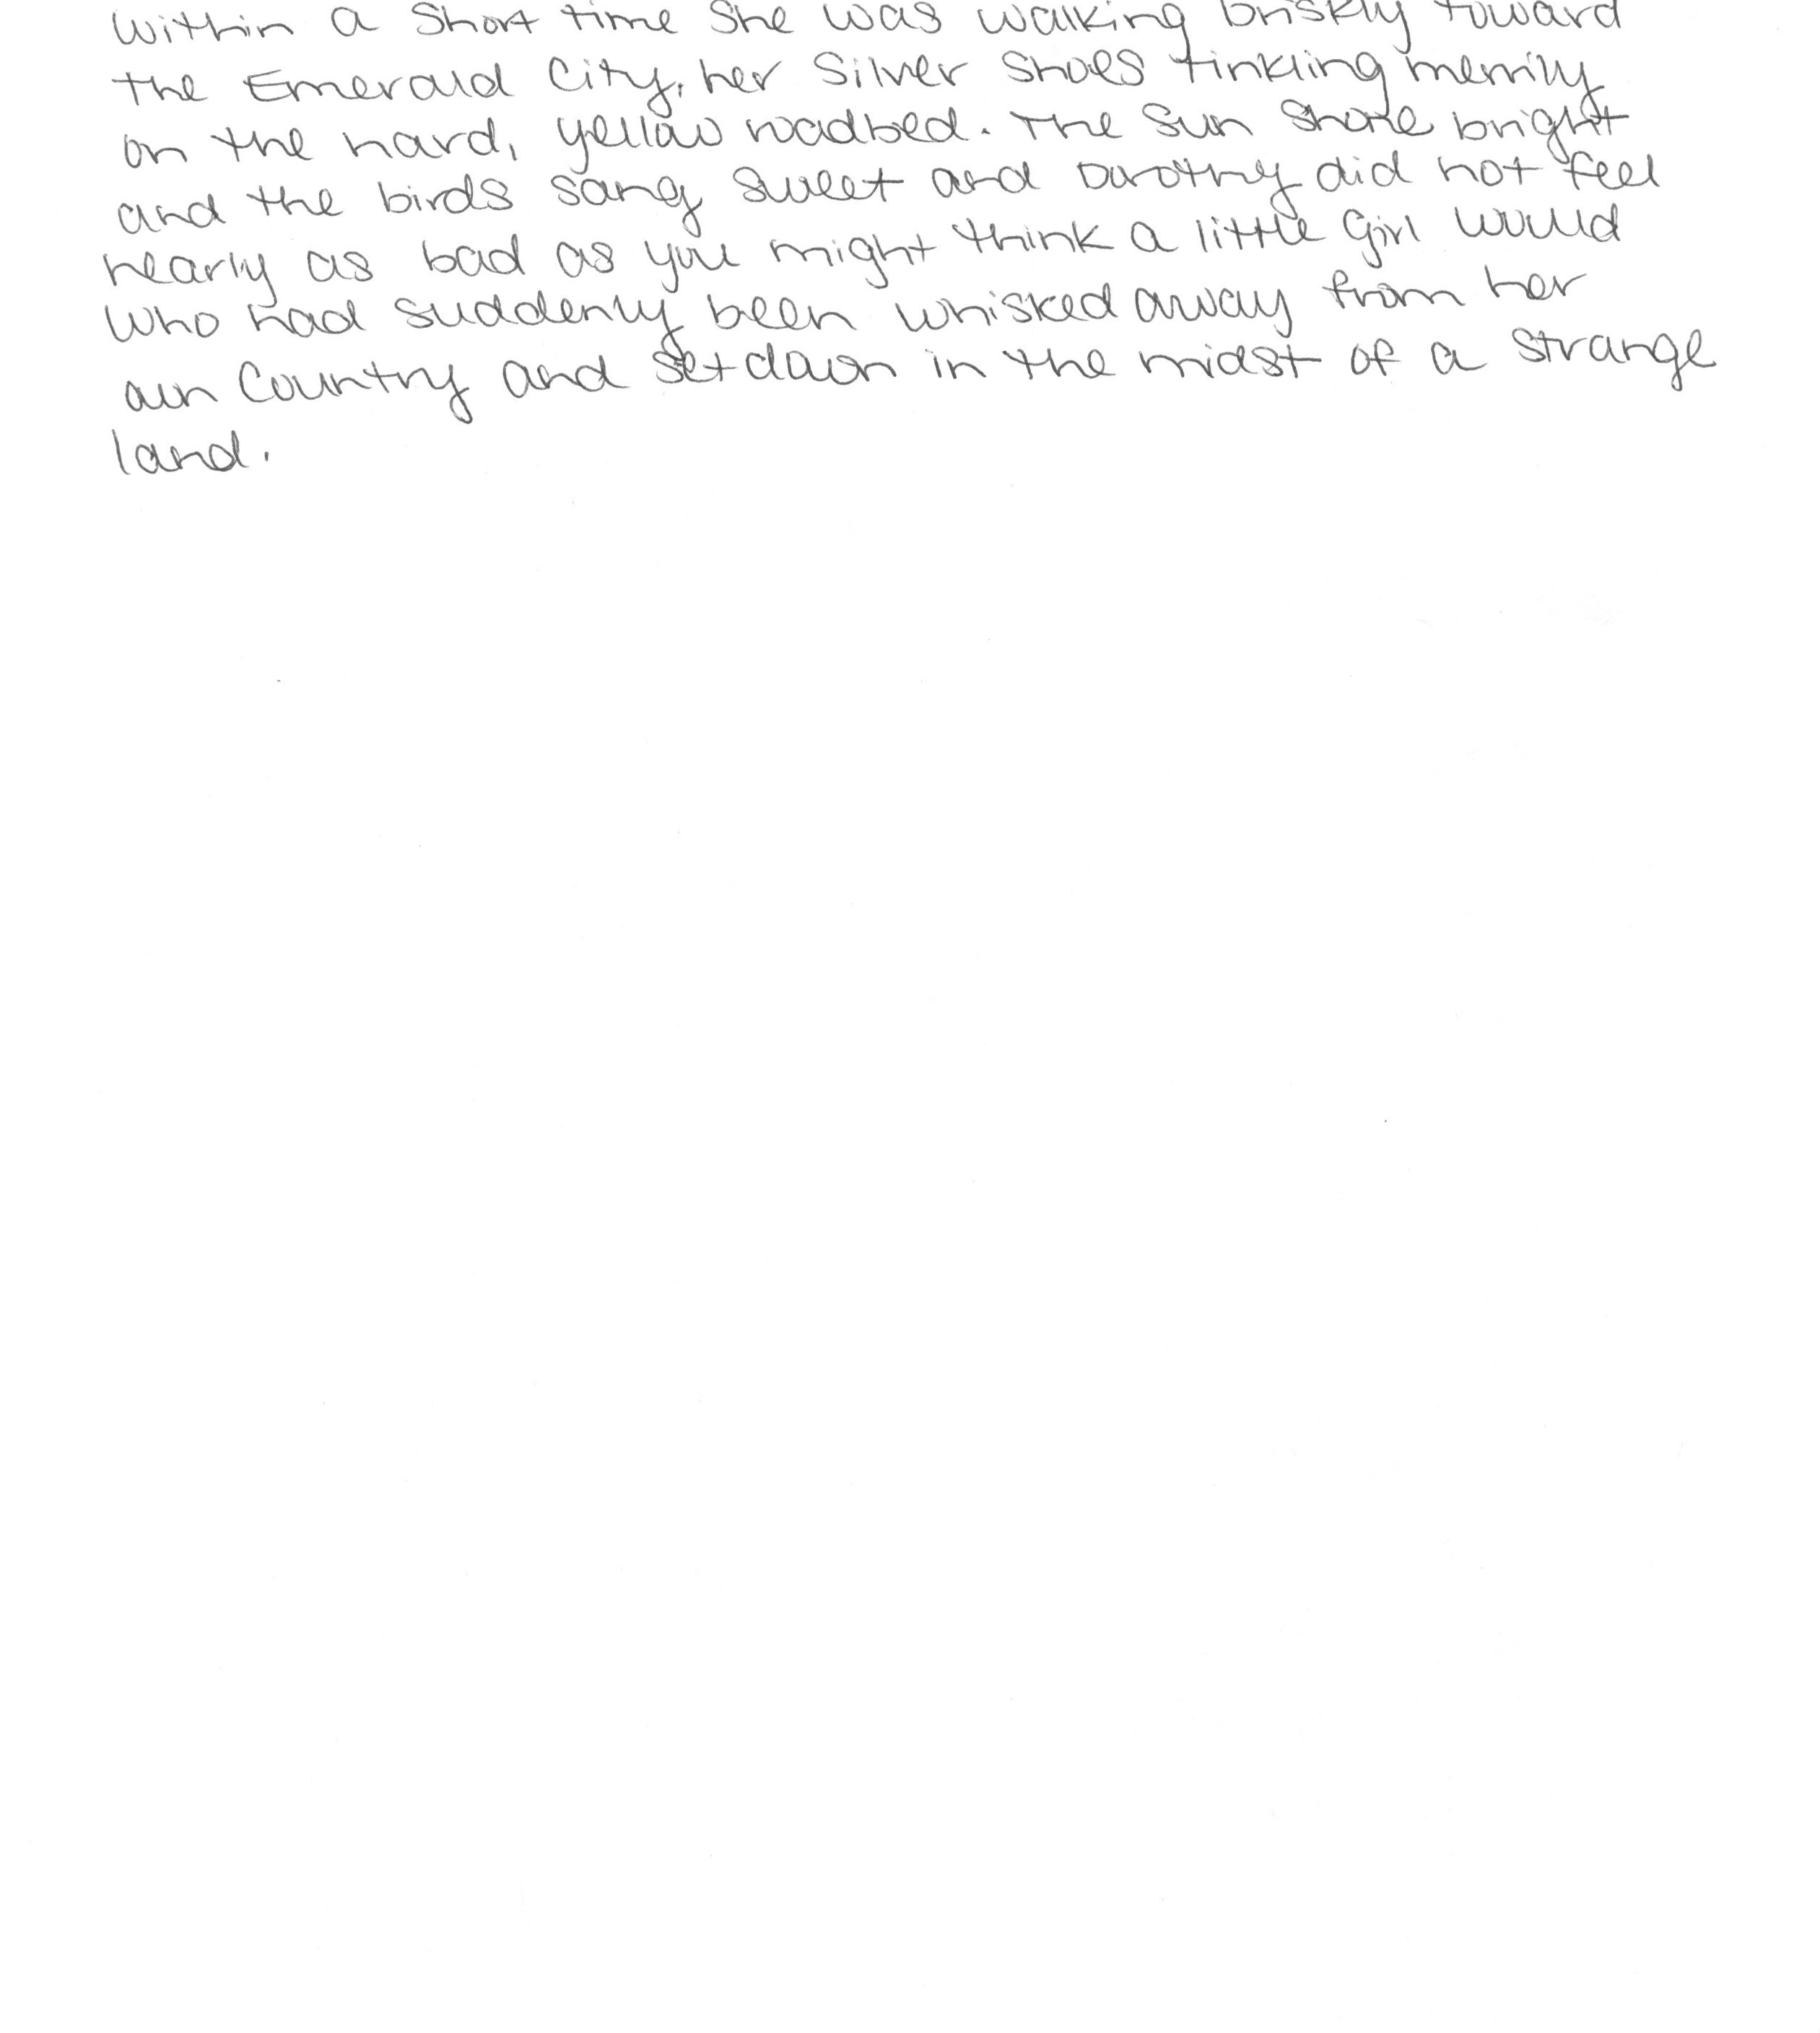 Within a short time she was walking briskly toward
the Emerald City, her Silver Shoes tinkling merrily
on the hard, yellow roadbed. The sun shone bright
and the birds sang sweet and Dorothy did not feel
nearly as bad as you might think a little girl would
who had suddenly been whisked away from her
own country and set down in the midst of a strange
land.